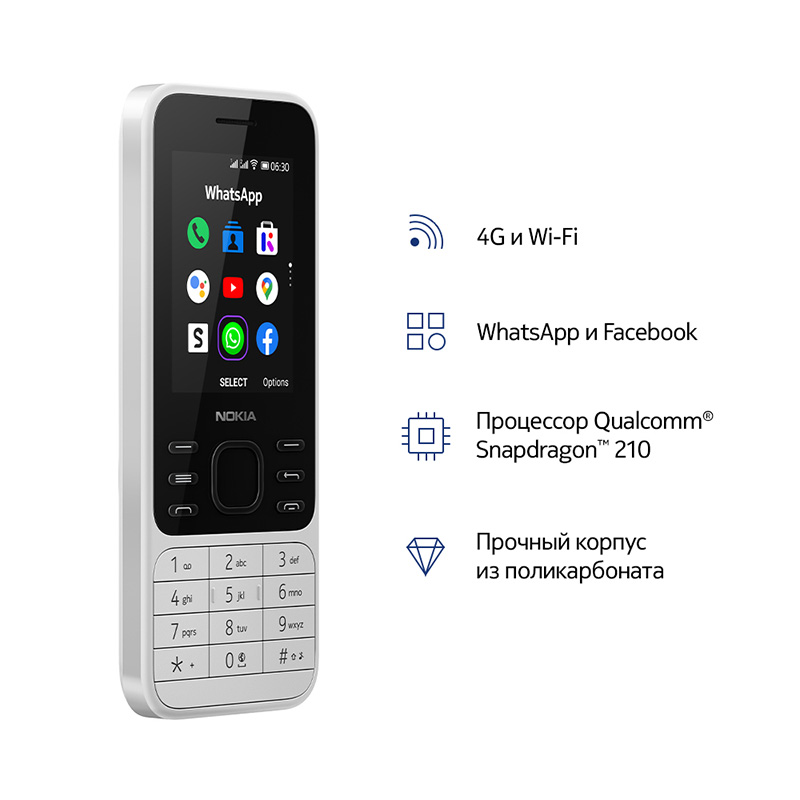 06:30
WhatsApp
SELECT Options
NOKIA
1 2 abc 3 def
4 ghi 5 jkl 6 mno
7 pqrs 8 tuv 9 wxyz
* + 0 #
4G и Wi-Fi
WhatsApp и Facebook
Процессор Qualcomm®
Snapdragon™ 210
Прочный корпус
из поликарбоната